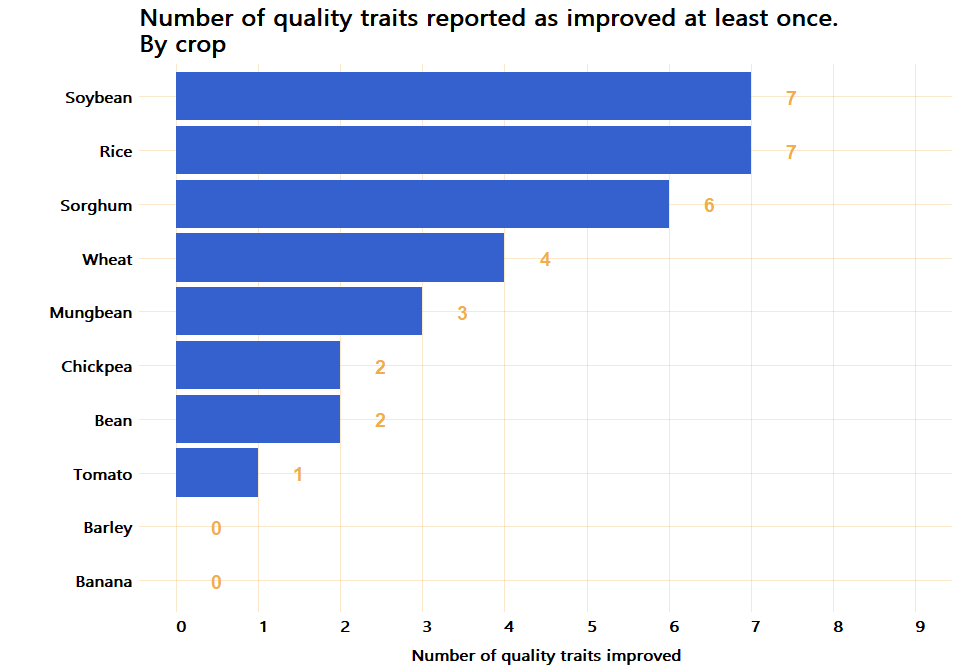 Number of quality traits reported as improved at least once.
By crop
Soybean 7
Rice 7
Sorghum 6
Wheat 4
Mungbean 3
Chickpea 2
Bean 2
Tomato 1
Barley 0
Banana 0
0 1 2 3 4 5 6 7 8 9
Number of quality traits improved